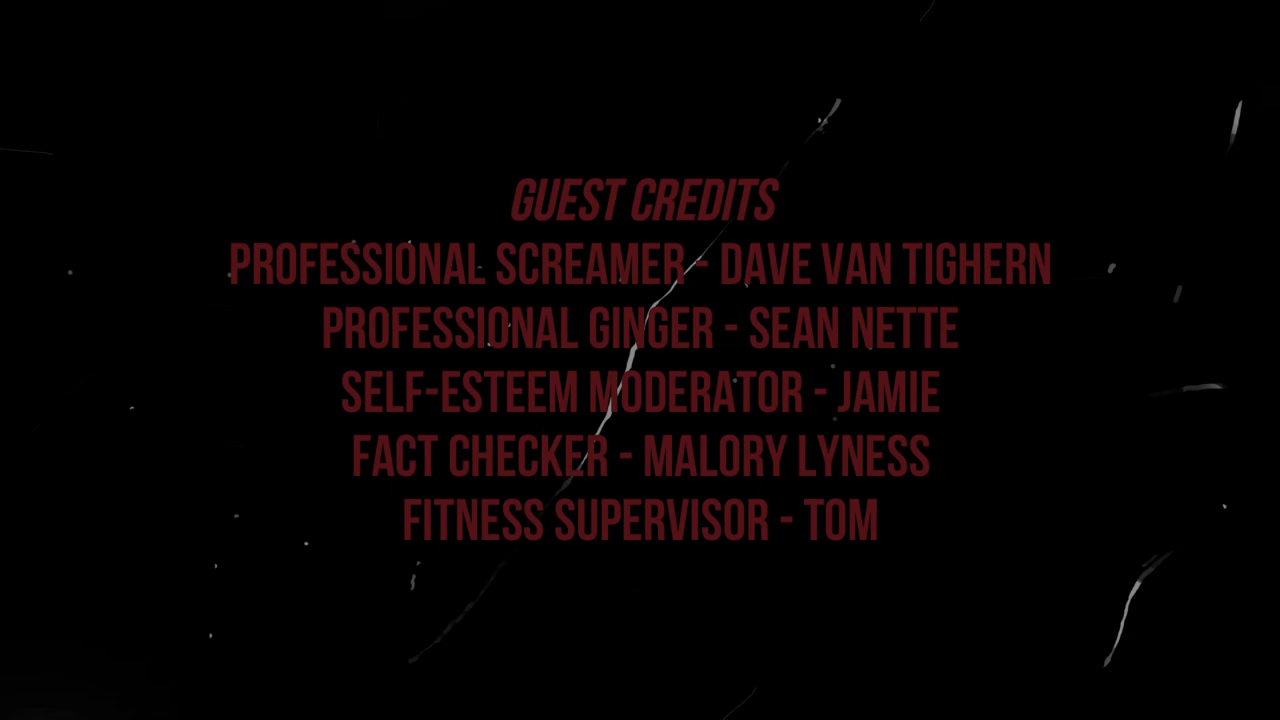 GUEST CREDITS
PROFESSIONAL SCREAMER - DAVE VAN TIGHERN
PROFESSIONAL GINGER - SEAN NETTE
SELF-ESTEEM MODERATOR - JAMIE
FACT CHECKER - MALORY LYNESS
FITNESS SUPERVISOR - TOM